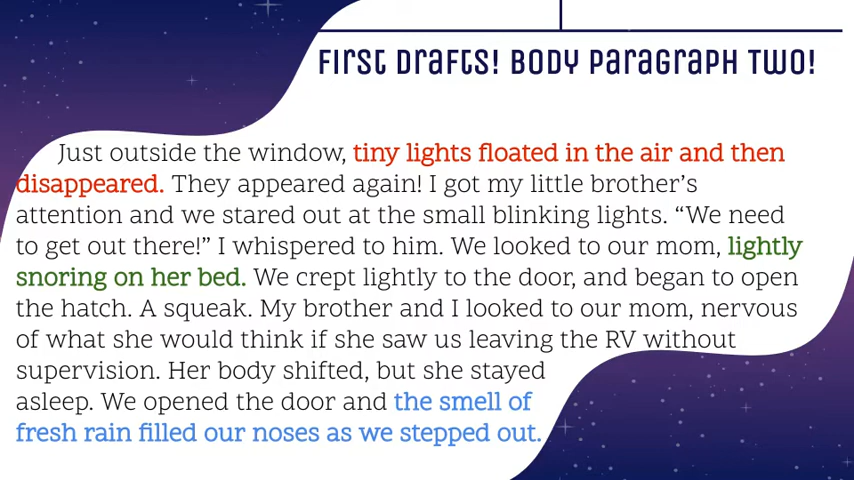 First Drafts! Body Paragraph Two!
Just outside the window, tiny lights floated in the air and then
disappeared. They appeared again! I got my little brother’s
attention and we stared out at the small blinking lights. “We need
to get out there!” I whispered to him. We looked to our mom, lightly
snoring on her bed. We crept lightly to the door, and began to open
the hatch. A squeak. My brother and I looked to our mom, nervous
of what she would think if she saw us leaving the RV without
supervision. Her body shifted, but she stayed
asleep. We opened the door and the smell of
fresh rain filled our noses as we stepped out.